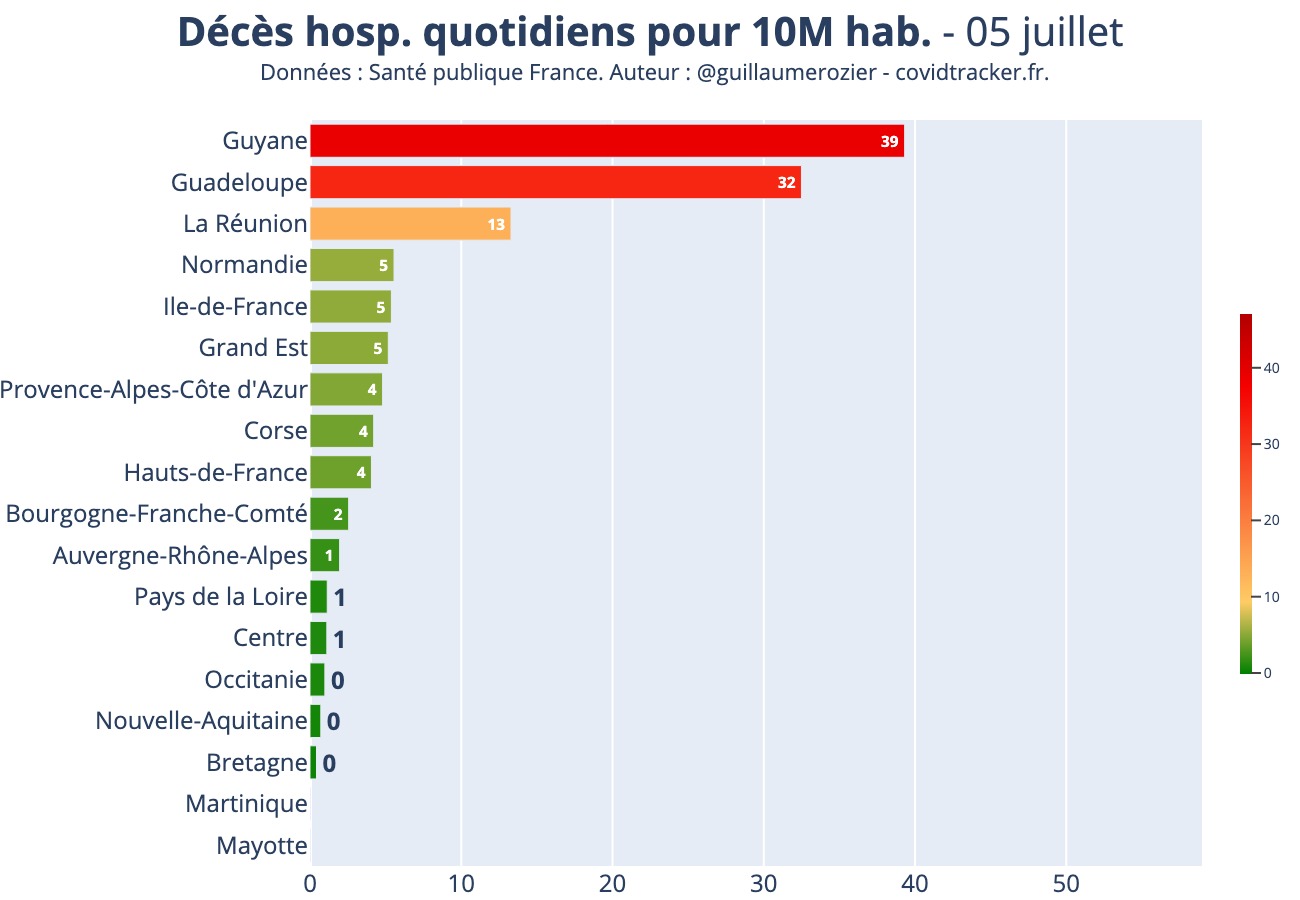 Décès hosp. quotidiens pour 10M hab. - 05 juillet
Données : Santé publique France. Auteur : @guillaumerozier - covidtracker.fr.
Guyane 39
Guadeloupe 32
La Réunion 13
Normandie 5
Ile-de-France 5
Grand Est 5
Provence-Alpes-Côte d'Azur 4
Corse 4
Hauts-de-France 4
Bourgogne-Franche-Comté 2
Auvergne-Rhône-Alpes 1
Pays de la Loire 1
Centre 1
Occitanie 0
Nouvelle-Aquitaine 0
Bretagne 0
Martinique
Mayotte
0 10 20 30 40 50
40
30
20
10
0